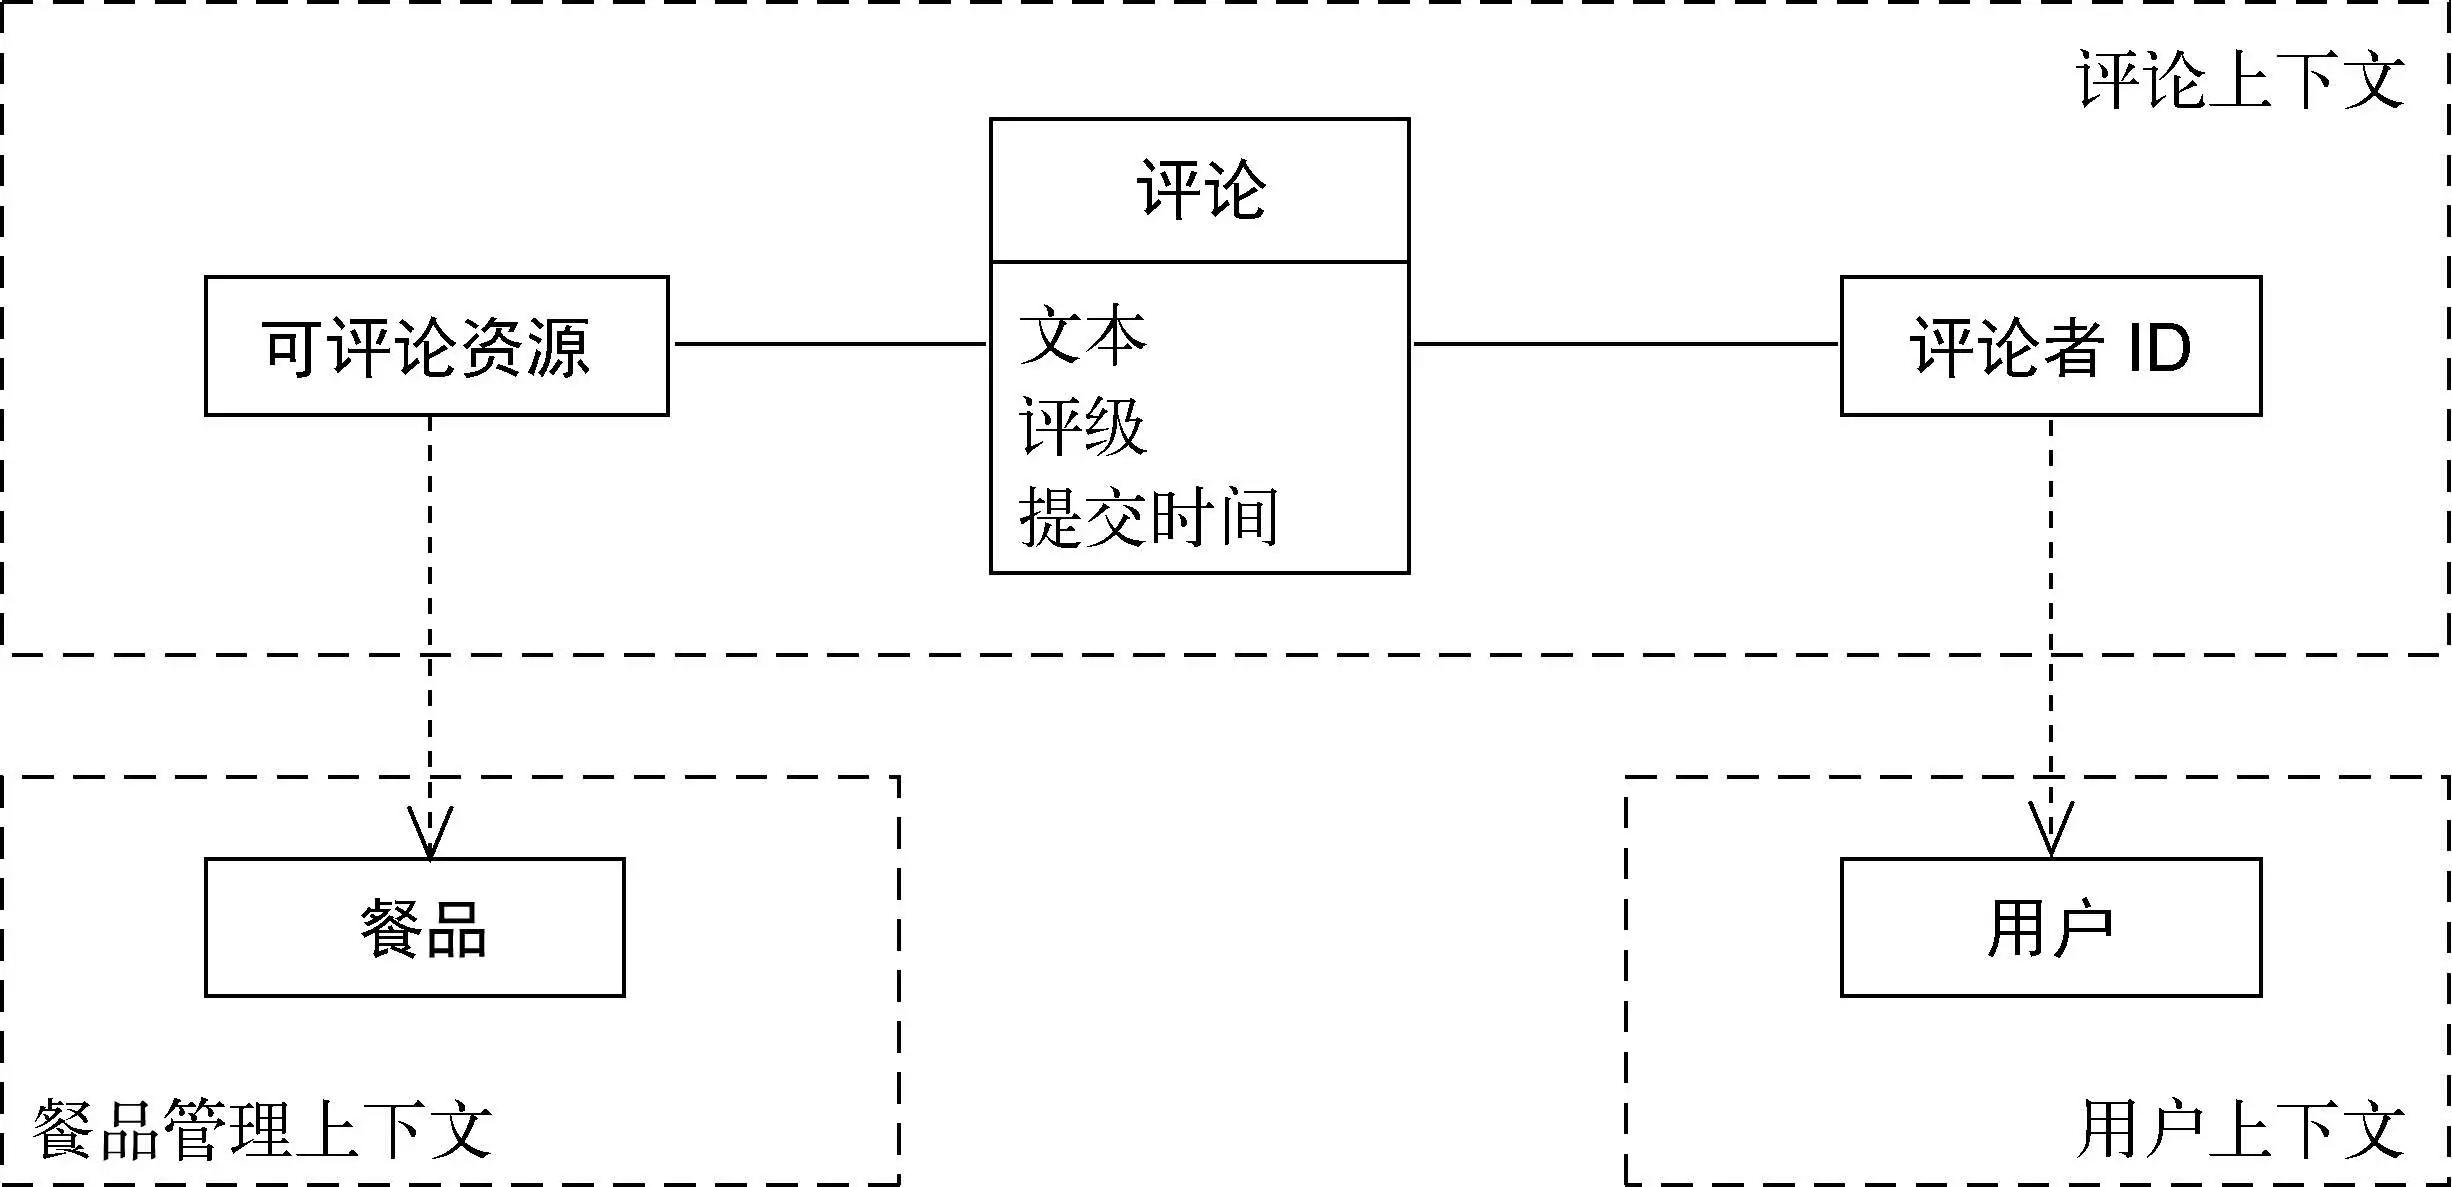 评论上下文
评论
可评论资源
文本
评级
提交时间
评论者 ID
餐品
用户
餐品管理上下文
用户上下文